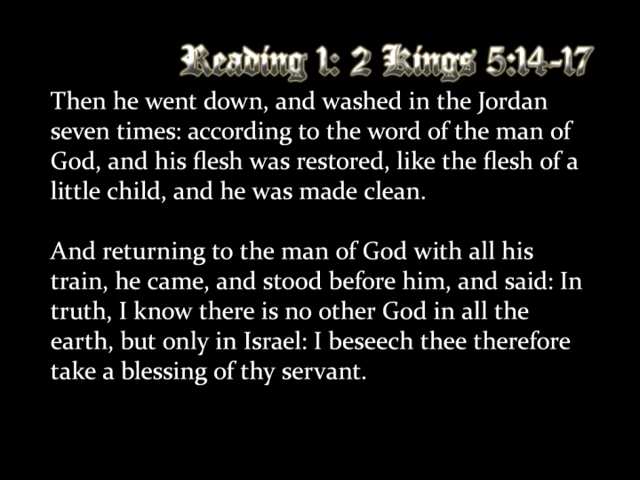 Reading 1: 2 Kings 5:14-17
Then he went down, and washed in the Jordan
seven times: according to the word of the man of
God, and his flesh was restored, like the flesh of a
little child, and he was made clean.
And returning to the man of God with all his
train, he came, and stood before him, and said: In
truth, I know there is no other God in all the
earth, but only in Israel: I beseech thee therefore
take a blessing of thy servant.